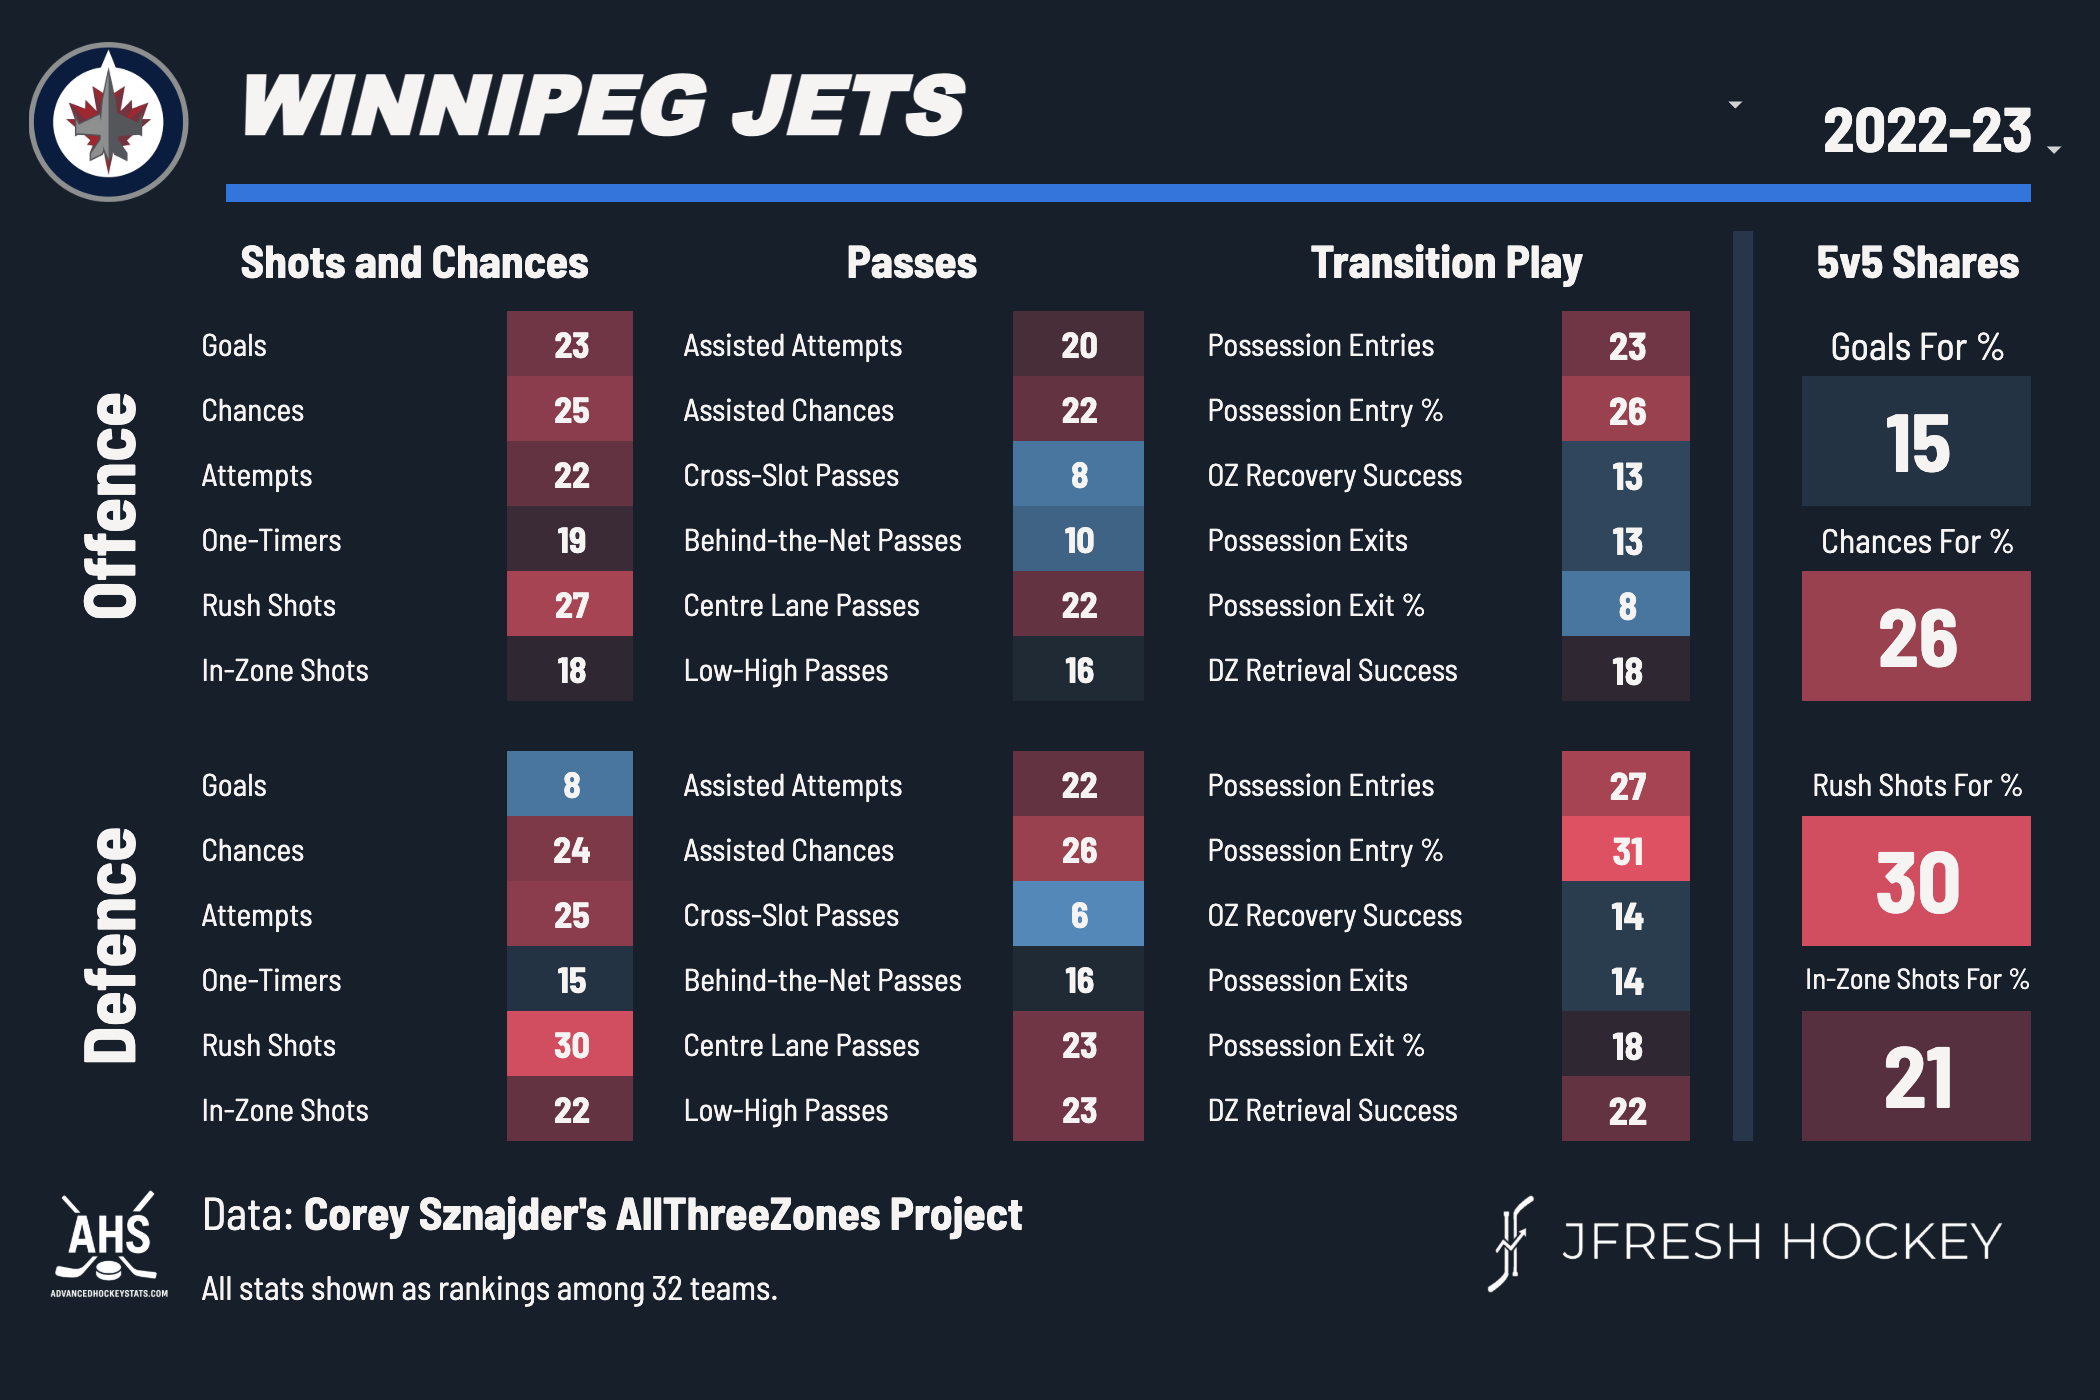 WINNIPEG JETS
2022-23
Shots and Chances Passes Transition Play 5v5 Shares
Offence
Goals 23 Assisted Attempts 20 Possession Entries 23 Goals For %
Chances 25 Assisted Chances 22 Possession Entry % 26 15
Attempts 22 Cross-Slot Passes 8 OZ Recovery Success 13
One-Timers 19 Behind-the-Net Passes 10 Possession Exits 13 Chances For %
Rush Shots 27 Centre Lane Passes 22 Possession Exit % 8 26
In-Zone Shots 18 Low-High Passes 16 DZ Retrieval Success 18
Defence
Goals 8 Assisted Attempts 22 Possession Entries 27 Rush Shots For %
Chances 24 Assisted Chances 26 Possession Entry % 31 30
Attempts 25 Cross-Slot Passes 6 OZ Recovery Success 14
One-Timers 15 Behind-the-Net Passes 16 Possession Exits 14 In-Zone Shots For %
Rush Shots 30 Centre Lane Passes 23 Possession Exit % 18 21
In-Zone Shots 22 Low-High Passes 23 DZ Retrieval Success 22
AHS
ADVANCEDHOCKEYSTATS.COM
Data: Corey Sznajder's AllThreeZones Project
All stats shown as rankings among 32 teams.
JFRESH HOCKEY